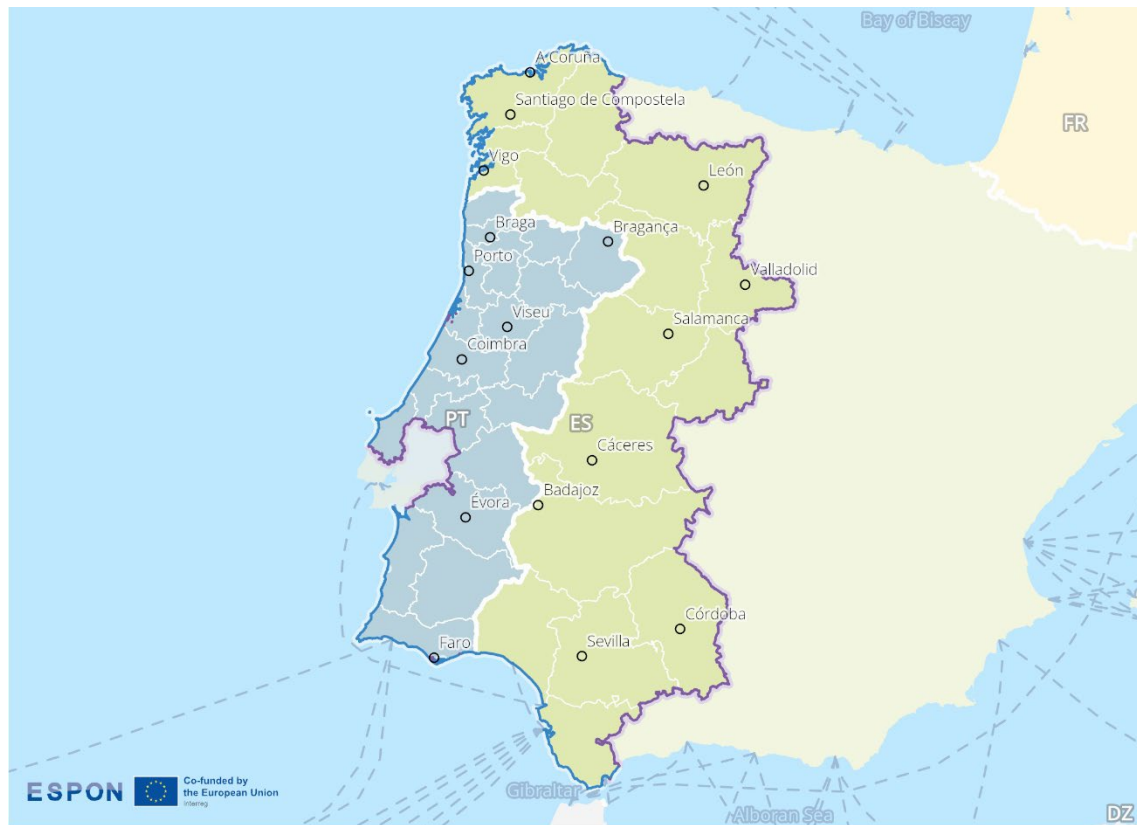 Bay of Biscay
A Coruña
Santiago de Compostela
FR
Vigo
León
Braga
Bragança
Porto
Valladolid
Viseu
Salamanca
Coimbra
PT
ES
Cáceres
Badajoz
Évora
Córdoba
Faro
Sevilla
ESPON
Co-funded by
the European Union
Interreg
Gibraltar
Alboran Sea
DZ